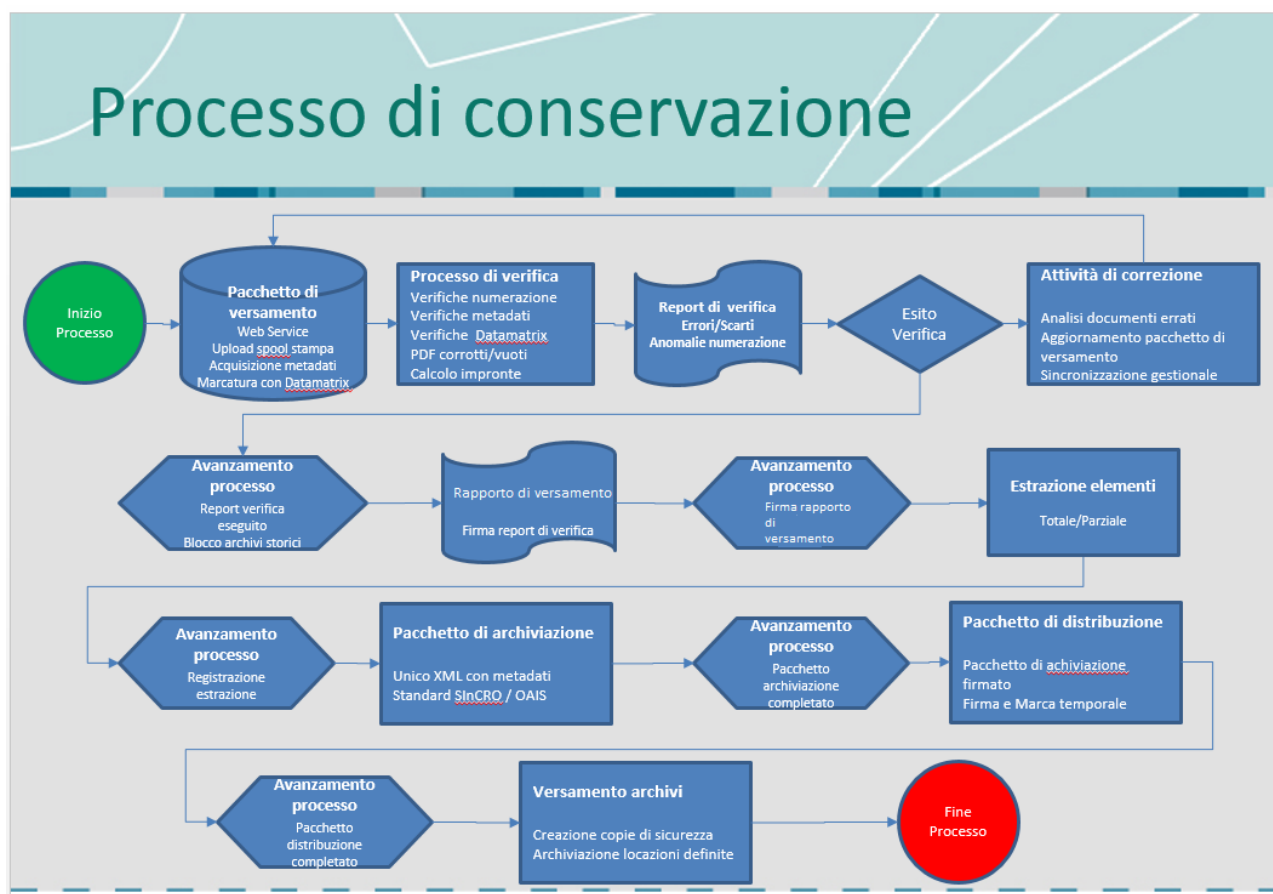 Processo di conservazione
Inizio
Processo
Pacchetto di
versamento
Web Service
Upload spool stampa
Acquisizione metadati
Marcatura con Datamatrix
Processo di verifica
Verifiche numerazione
Verifiche metadati
Verifiche Datamatrix
PDF corrotti/vuoti
Calcolo impronte
Report di verifica
Errori/Scarti
Anomalie numerazione
Esito
Verifica
Attività di correzione
Analisi documenti errati
Aggiornamento pacchetto di
versamento
Sincronizzazione gestionale
Avanzamento
processo
Report verifica
eseguito
Blocco archivi storici
Rapporto di versamento
Firma report di verifica
Avanzamento
processo
Firma rapporto
di
versamento
Estrazione elementi
Totale/Parziale
Avanzamento
processo
Registrazione
estrazione
Pacchetto di archiviazione
Unico XML con metadati
Standard SInCRO / OAIS
Avanzamento
processo
Pacchetto
archiviazione
completato
Pacchetto di distribuzione
Pacchetto di achiviazione
firmato
Firma e Marca temporale
Avanzamento
processo
Pacchetto
distribuzione
completato
Versamento archivi
Creazione copie di sicurezza
Archiviazione locazioni definite
Fine
Processo